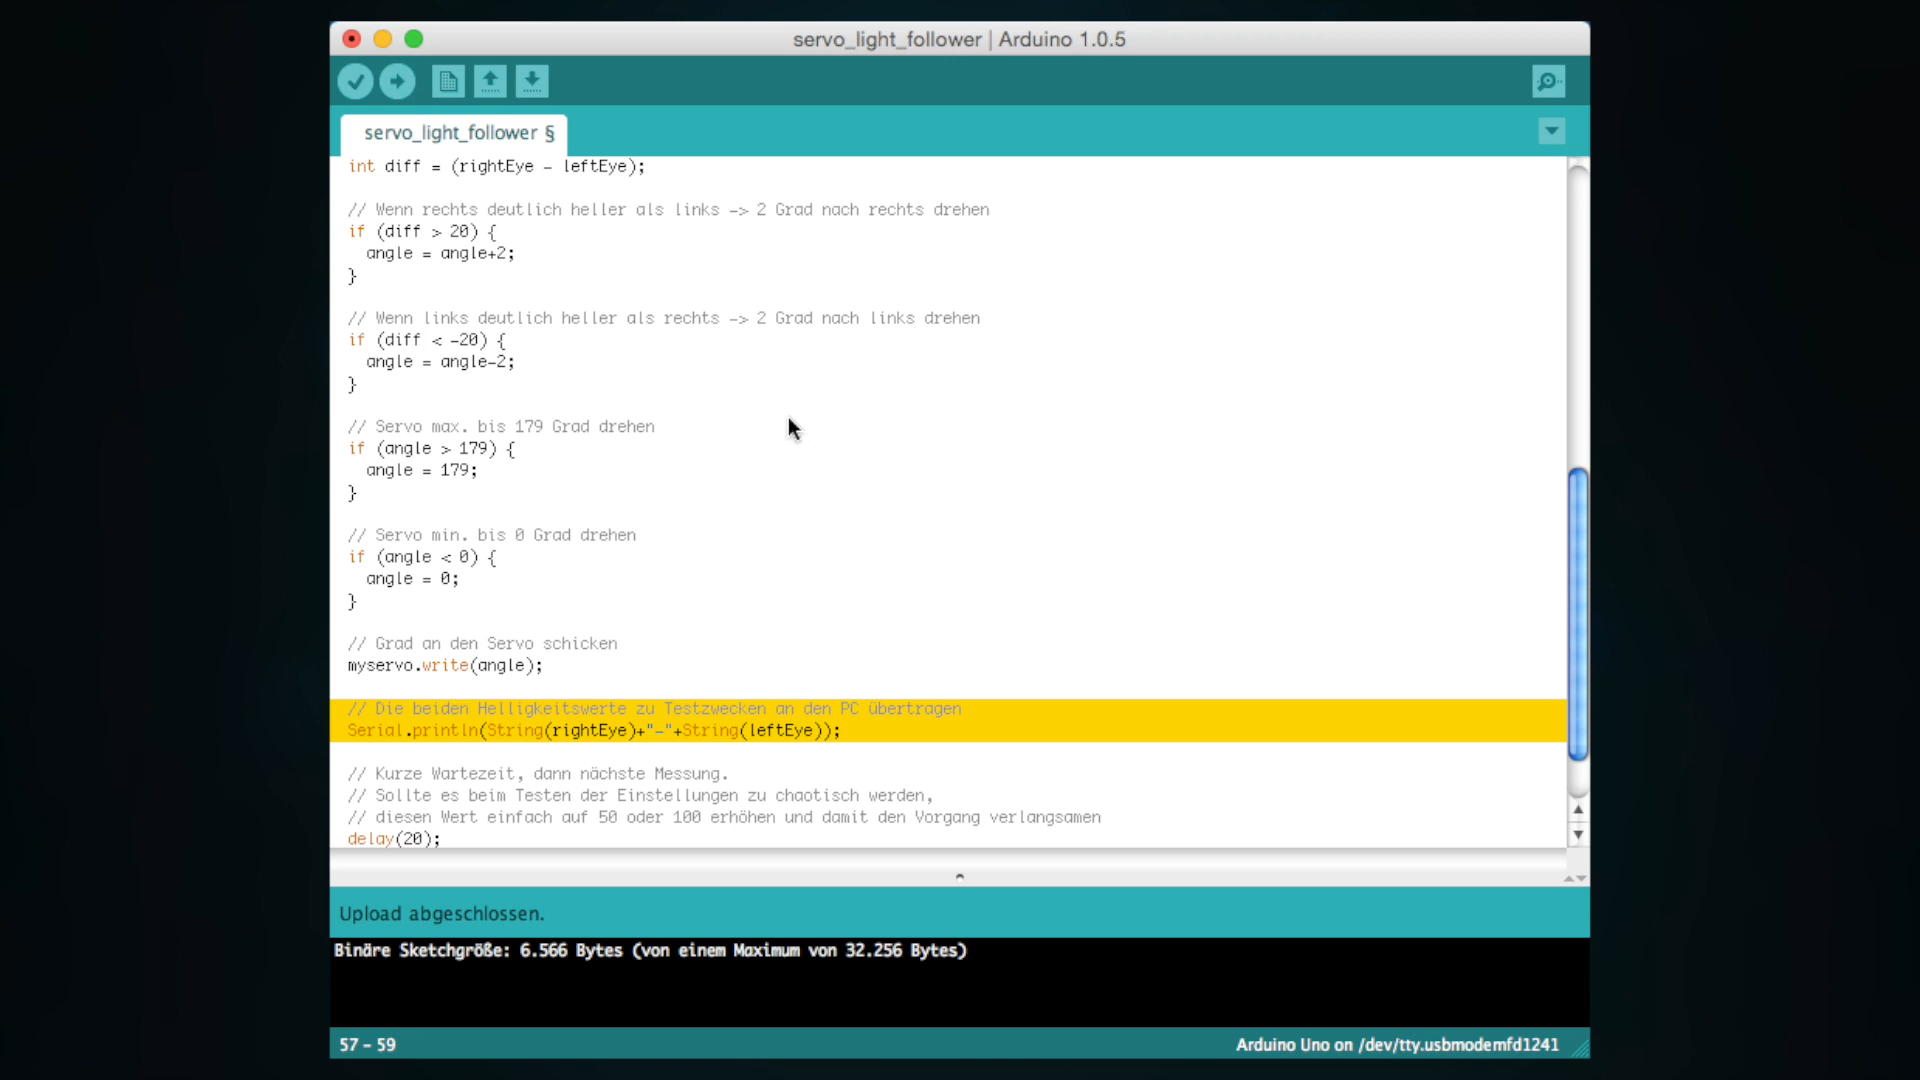 servo_light_follower | Arduino 1.0.5
servo_light_follower §
int diff = (rightEye - leftEye);
// Wenn rechts deutlich heller als links -> 2 Grad nach rechts drehen
if (diff > 20) {
angle = angle+2;
}
// Wenn links deutlich heller als rechts -> 2 Grad nach links drehen
if (diff < -20) {
angle = angle-2;
}
// Servo max. bis 179 Grad drehen
if (angle > 179) {
angle = 179;
}
// Servo min. bis 0 Grad drehen
if (angle < 0) {
angle = 0;
}
// Grad an den Servo schicken
myservo.write(angle);
// Die beiden Helligkeitswerte zu Testzwecken an den PC übertragen
Serial.println(String(rightEye)+"-"+String(leftEye));
// Kurze Wartezeit, dann nächste Messung.
// Sollte es beim Testen der Einstellungen zu chaotisch werden,
// diesen Wert einfach auf 50 oder 100 erhöhen und damit den Vorgang verlangsamen
delay(20);
Upload abgeschlossen.
Binäre Sketchgröße: 6.566 Bytes (von einem Maximum von 32.256 Bytes)
57 - 59
Arduino Uno on /dev/tty.usbmodemfd1241